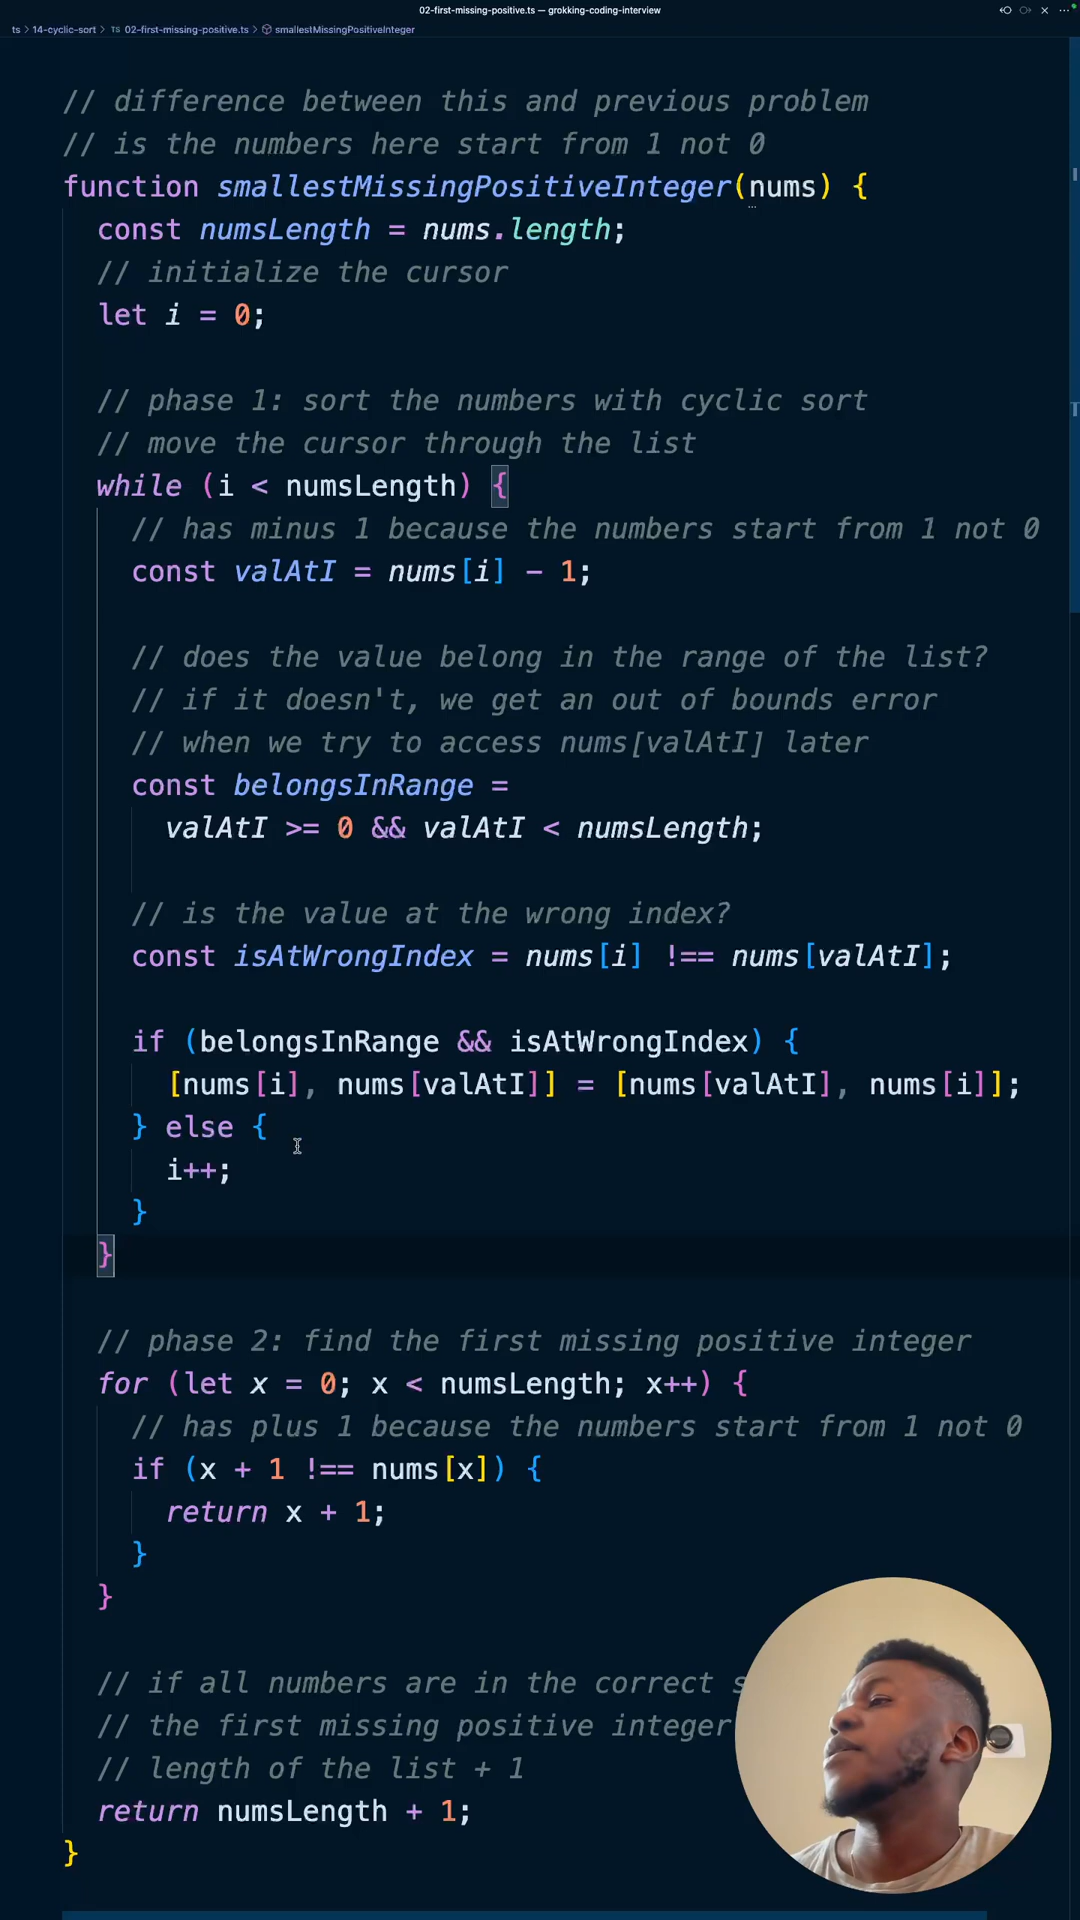 02-first-missing-positive.ts — grokking-coding-interview
ts > 14-cyclic-sort > TS 02-first-missing-positive.ts > smallestMissingPositiveInteger
// difference between this and previous problem
// is the numbers here start from 1 not 0
function smallestMissingPositiveInteger(nums) {
const numsLength = nums.length;
// initialize the cursor
let i = 0;
// phase 1: sort the numbers with cyclic sort
// move the cursor through the list
while (i < numsLength) {
// has minus 1 because the numbers start from 1 not 0
const valAtI = nums[i] - 1;
// does the value belong in the range of the list?
// if it doesn't, we get an out of bounds error
// when we try to access nums[valAtI] later
const belongsInRange =
valAtI >= 0 && valAtI < numsLength;
// is the value at the wrong index?
const isAtWrongIndex = nums[i] !== nums[valAtI];
if (belongsInRange && isAtWrongIndex) {
[nums[i], nums[valAtI]] = [nums[valAtI], nums[i]];
} else {
i++;
}
}
// phase 2: find the first missing positive integer
for (let x = 0; x < numsLength; x++) {
// has plus 1 because the numbers start from 1 not 0
if (x + 1 !== nums[x]) {
return x + 1;
}
}
// if all numbers are in the correct s
// the first missing positive integer
// length of the list + 1
return numsLength + 1;
}